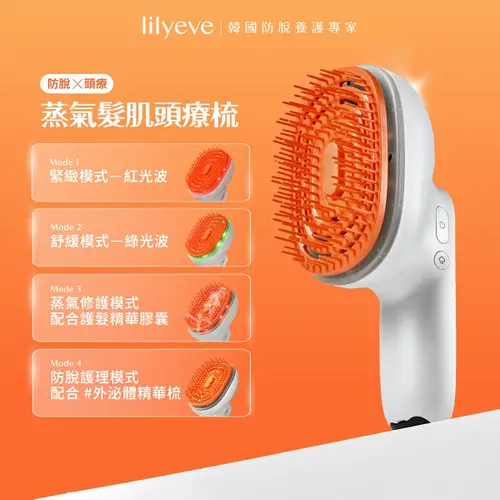 lilyeve | 韓國防脫養護專家
防脫×頭療
蒸氣髮肌頭療梳
Mode 1
緊緻模式－紅光波
Mode 2
舒緩模式－綠光波
Mode 3
蒸氣修護模式
配合護髮精華膠囊
Mode 4
防脫護理模式
配合 #外泌體精華梳